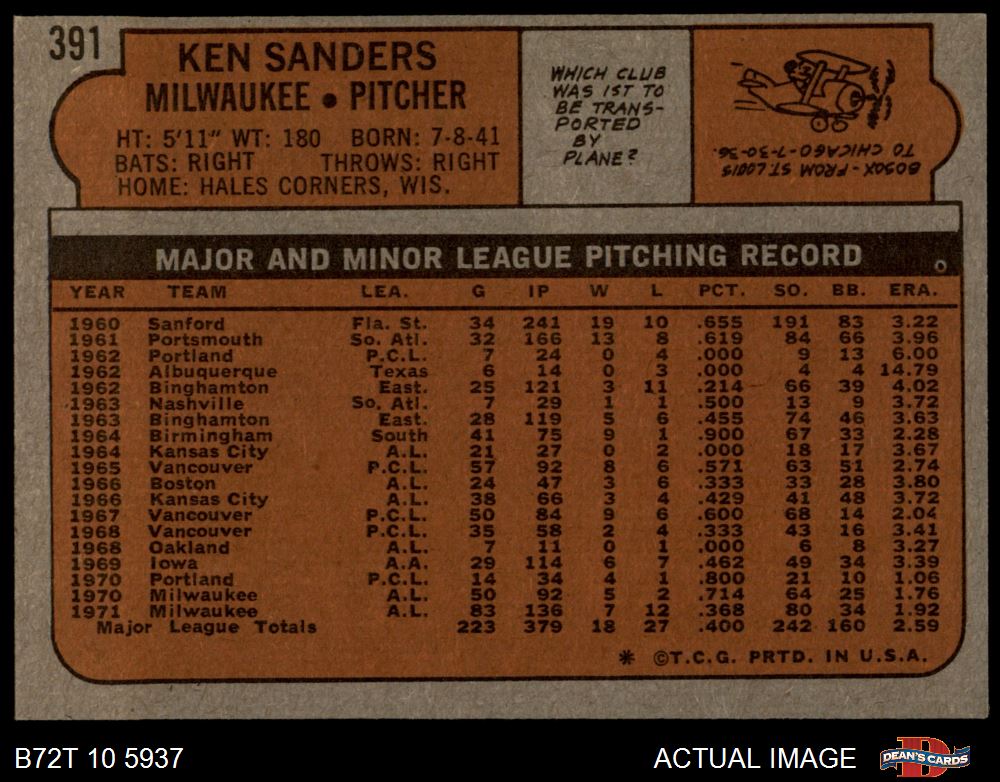 391
KEN SANDERS
MILWAUKEE • PITCHER
HT: 5'11" WT: 180 BORN: 7-8-41
BATS: RIGHT THROWS: RIGHT
HOME: HALES CORNERS, WIS.
WHICH CLUB
WAS 1ST TO
BE TRANS-
PORTED
BY
PLANE?
BOSOX - FROM ST LOUIS
TO CHICAGO - 7-30-36.
MAJOR AND MINOR LEAGUE PITCHING RECORD
YEAR TEAM LEA. G IP W L PCT. SO. BB. ERA.
1960 Sanford Fla. St. 34 241 19 10 .655 191 83 3.22
1961 Portsmouth So. Atl. 32 166 13 8 .619 84 66 3.96
1962 Portland P.C.L. 7 24 0 4 .000 9 13 6.00
1962 Albuquerque Texas 6 14 0 3 .000 4 4 14.79
1962 Binghamton East. 25 121 3 11 .214 66 39 4.02
1963 Nashville So. Atl. 7 29 1 1 .500 13 9 3.72
1963 Binghamton East. 28 119 5 6 .455 74 46 3.63
1964 Birmingham South 41 75 9 1 .900 67 33 2.28
1964 Kansas City A.L. 21 27 0 2 .000 18 17 3.67
1965 Vancouver P.C.L. 57 92 8 6 .571 63 51 2.74
1966 Boston A.L. 24 47 3 6 .333 33 28 3.80
1966 Kansas City A.L. 38 66 3 4 .429 41 48 3.72
1967 Vancouver P.C.L. 50 84 9 6 .600 68 14 2.04
1968 Vancouver P.C.L. 35 58 2 4 .333 43 16 3.41
1968 Oakland A.L. 7 11 0 1 .000 6 8 3.27
1969 Iowa A.A. 29 114 6 7 .462 49 34 3.39
1970 Portland P.C.L. 14 34 4 1 .800 21 10 1.06
1970 Milwaukee A.L. 50 92 5 2 .714 64 25 1.76
1971 Milwaukee A.L. 83 136 7 12 .368 80 34 1.92
Major League Totals 223 379 18 27 .400 242 160 2.59
* ©T.C.G. PRTD. IN U.S.A.
B72T 10 5937
ACTUAL IMAGE
DEAN'S CARDS